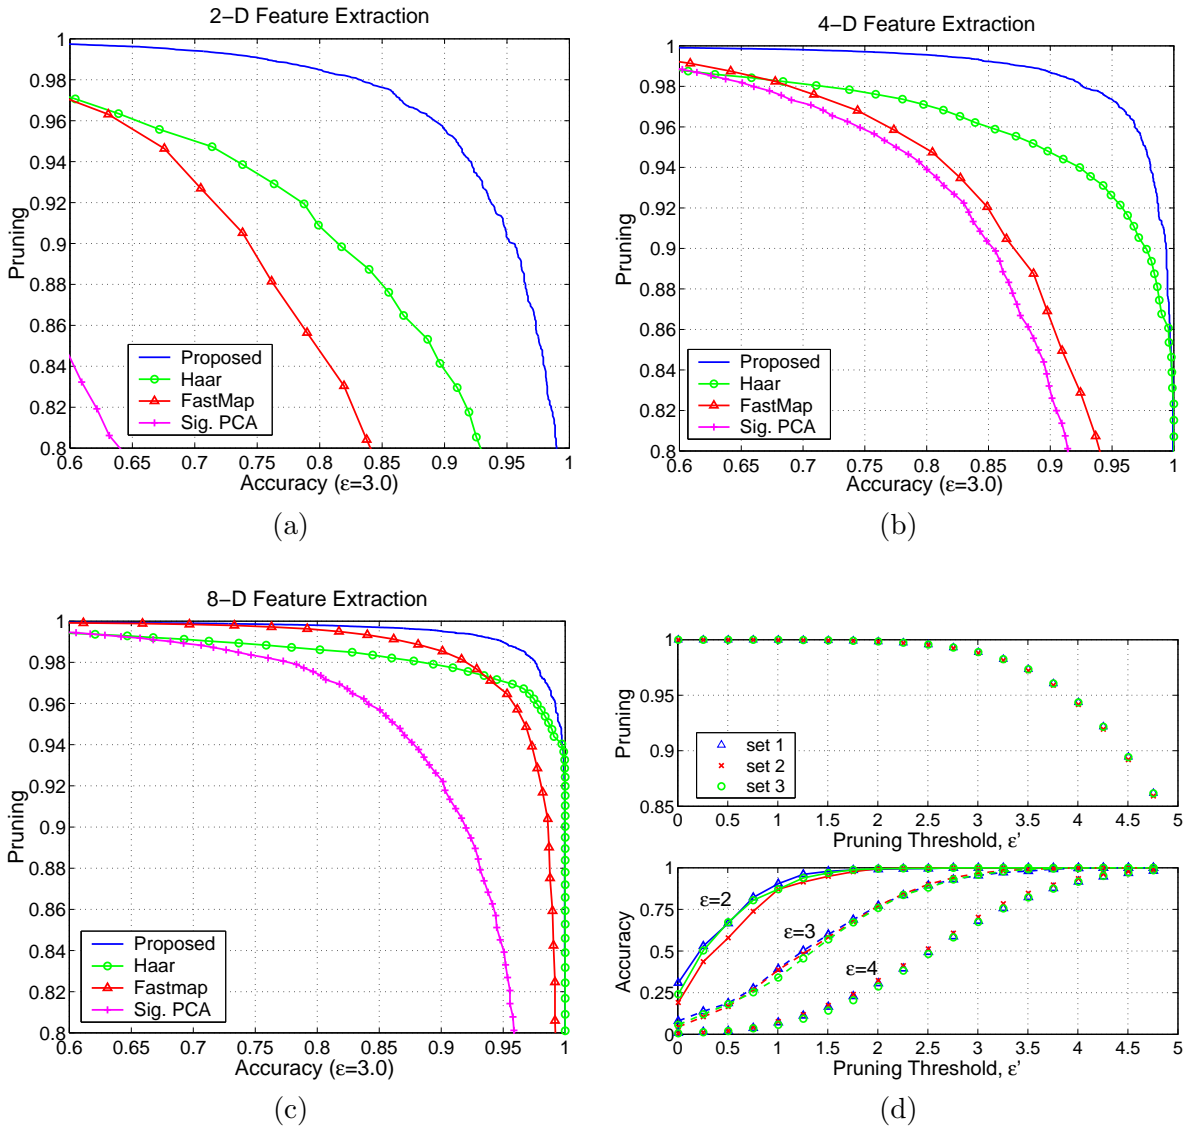 2-D Feature Extraction
1
0.98
0.96
0.94
0.92
0.9
0.88
0.86
0.84
0.82
0.8
Pruning
Proposed
Haar
FastMap
Sig. PCA
0.6 0.65 0.7 0.75 0.8 0.85 0.9 0.95 1
Accuracy (ε=3.0)
(a)
4-D Feature Extraction
1
0.98
0.96
0.94
0.92
0.9
0.88
0.86
0.84
0.82
0.8
Pruning
Proposed
Haar
FastMap
Sig. PCA
0.6 0.65 0.7 0.75 0.8 0.85 0.9 0.95 1
Accuracy (ε=3.0)
(b)
8-D Feature Extraction
1
0.98
0.96
0.94
0.92
0.9
0.88
0.86
0.84
0.82
0.8
Pruning
Proposed
Haar
Fastmap
Sig. PCA
0.6 0.65 0.7 0.75 0.8 0.85 0.9 0.95 1
Accuracy (ε=3.0)
(c)
1
0.95
0.9
0.85
Pruning
set 1
set 2
set 3
0 0.5 1 1.5 2 2.5 3 3.5 4 4.5 5
Pruning Threshold, ε'
1
0.75
0.5
0.25
0
Accuracy
ε=2
ε=3
ε=4
0 0.5 1 1.5 2 2.5 3 3.5 4 4.5 5
Pruning Threshold, ε'
(d)